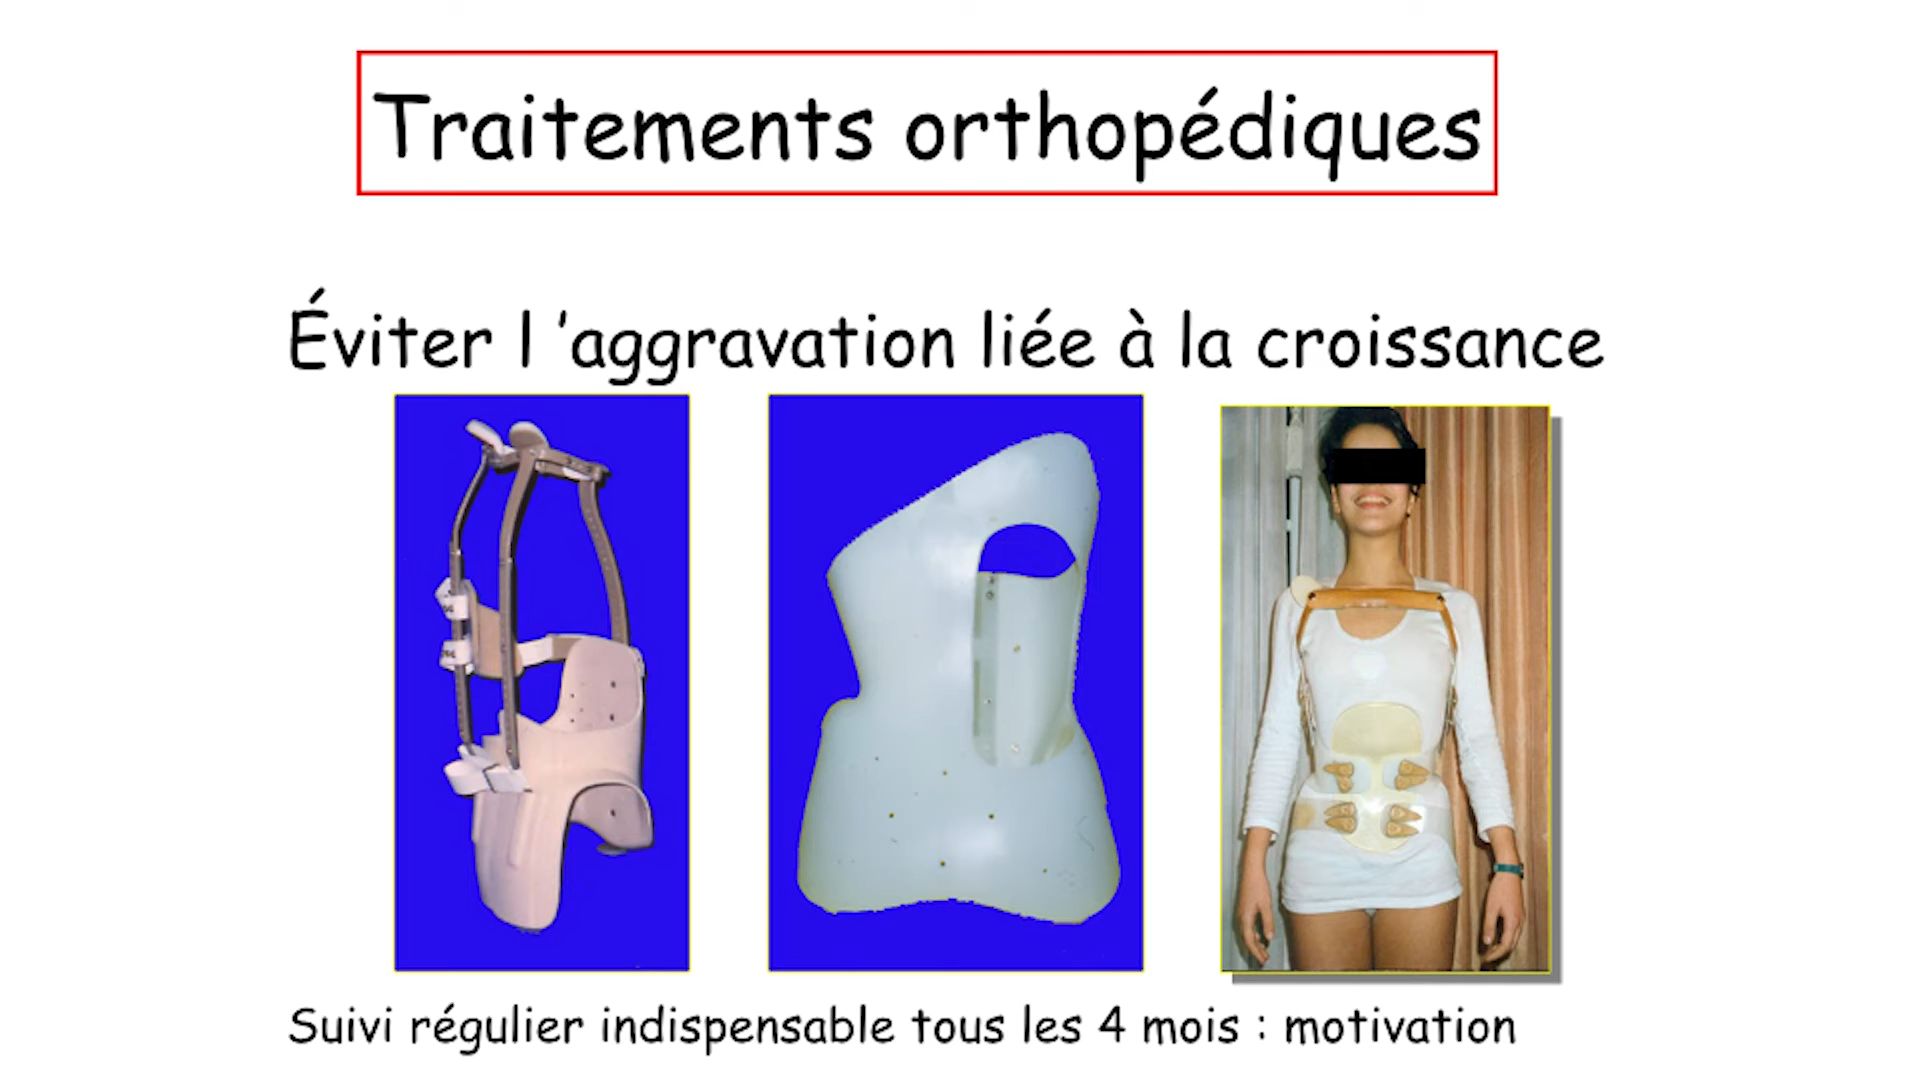 Traitements orthopédiques
Éviter l ’aggravation liée à la croissance
Suivi régulier indispensable tous les 4 mois : motivation